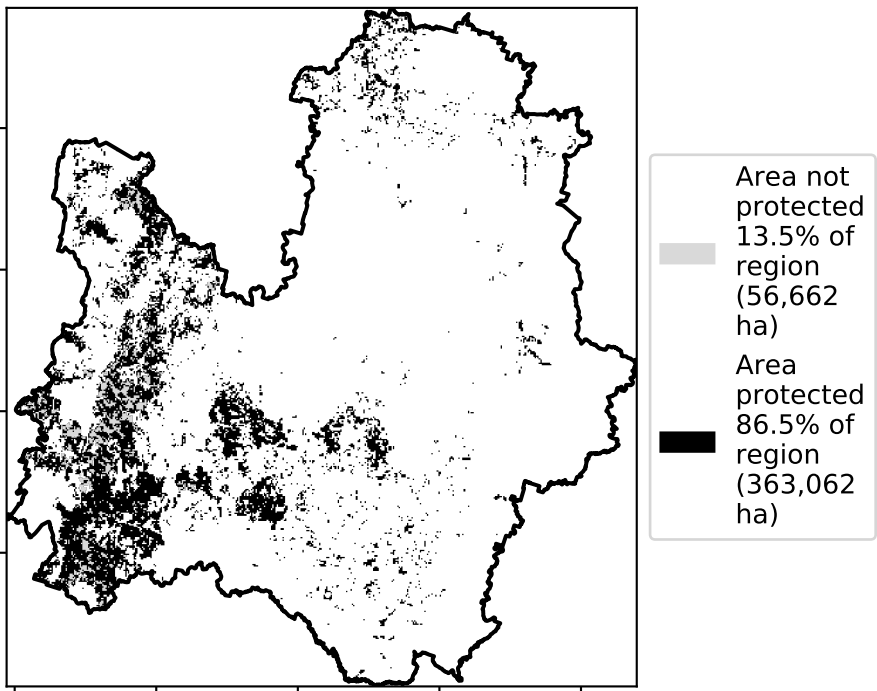 Area not
protected
13.5% of
region
(56,662
ha)
Area
protected
86.5% of
region
(363,062
ha)